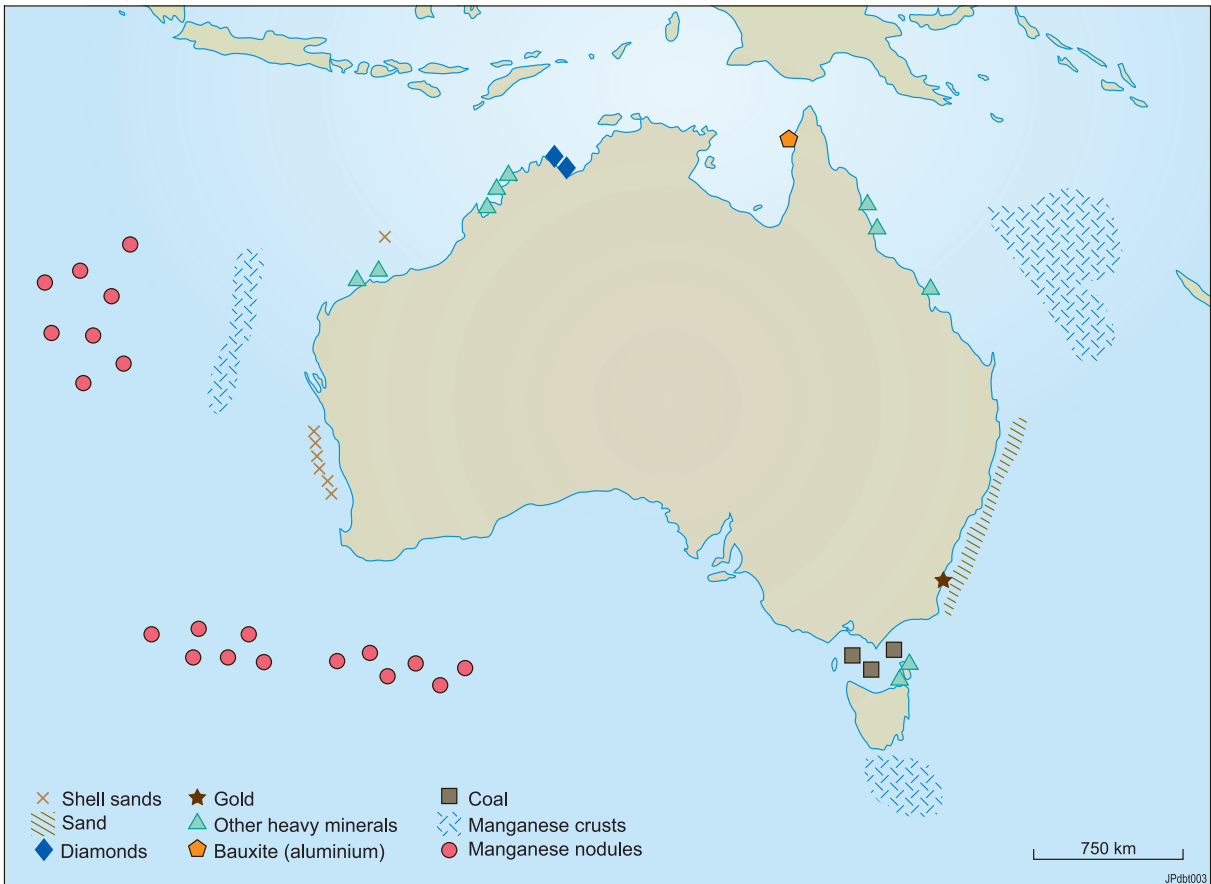 Shell sands
Sand
Diamonds
Gold
Other heavy minerals
Bauxite (aluminium)
Coal
Manganese crusts
Manganese nodules
750 km
JPdbt003